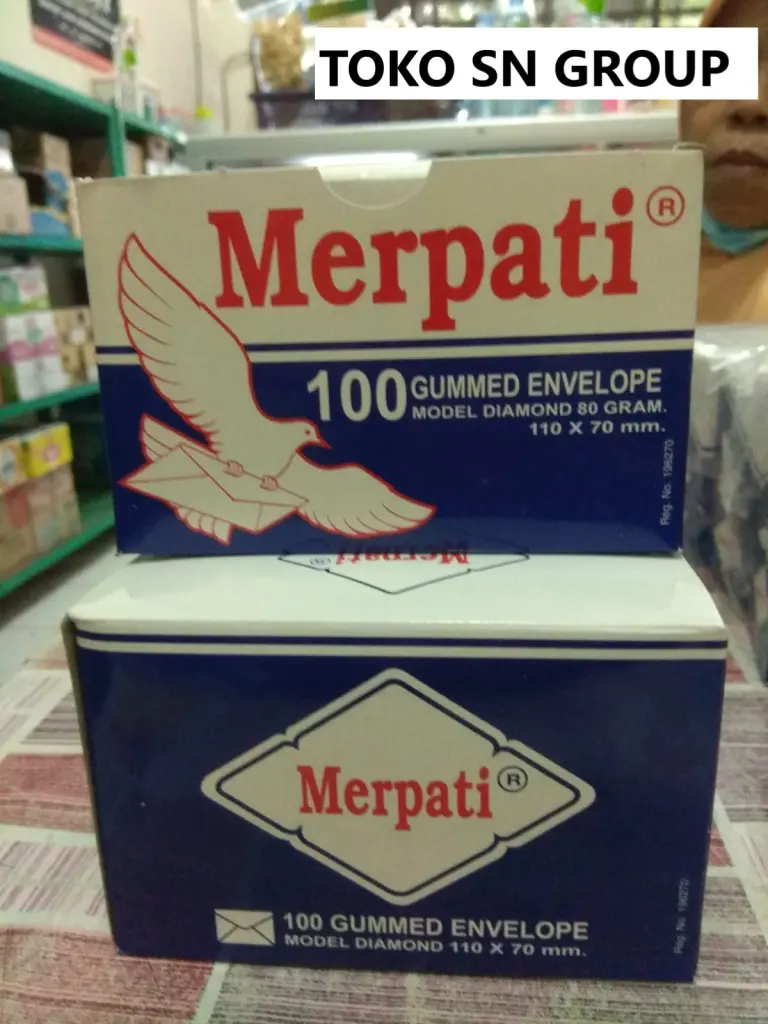 TOKO SN GROUP
Merpati ®
100 GUMMED ENVELOPE
MODEL DIAMOND 80 GRAM.
110 X 70 mm.
Reg. No. 196270
Merpati ®
Merpati ®
100 GUMMED ENVELOPE
MODEL DIAMOND 110 X 70 mm.
Reg. No. 196270